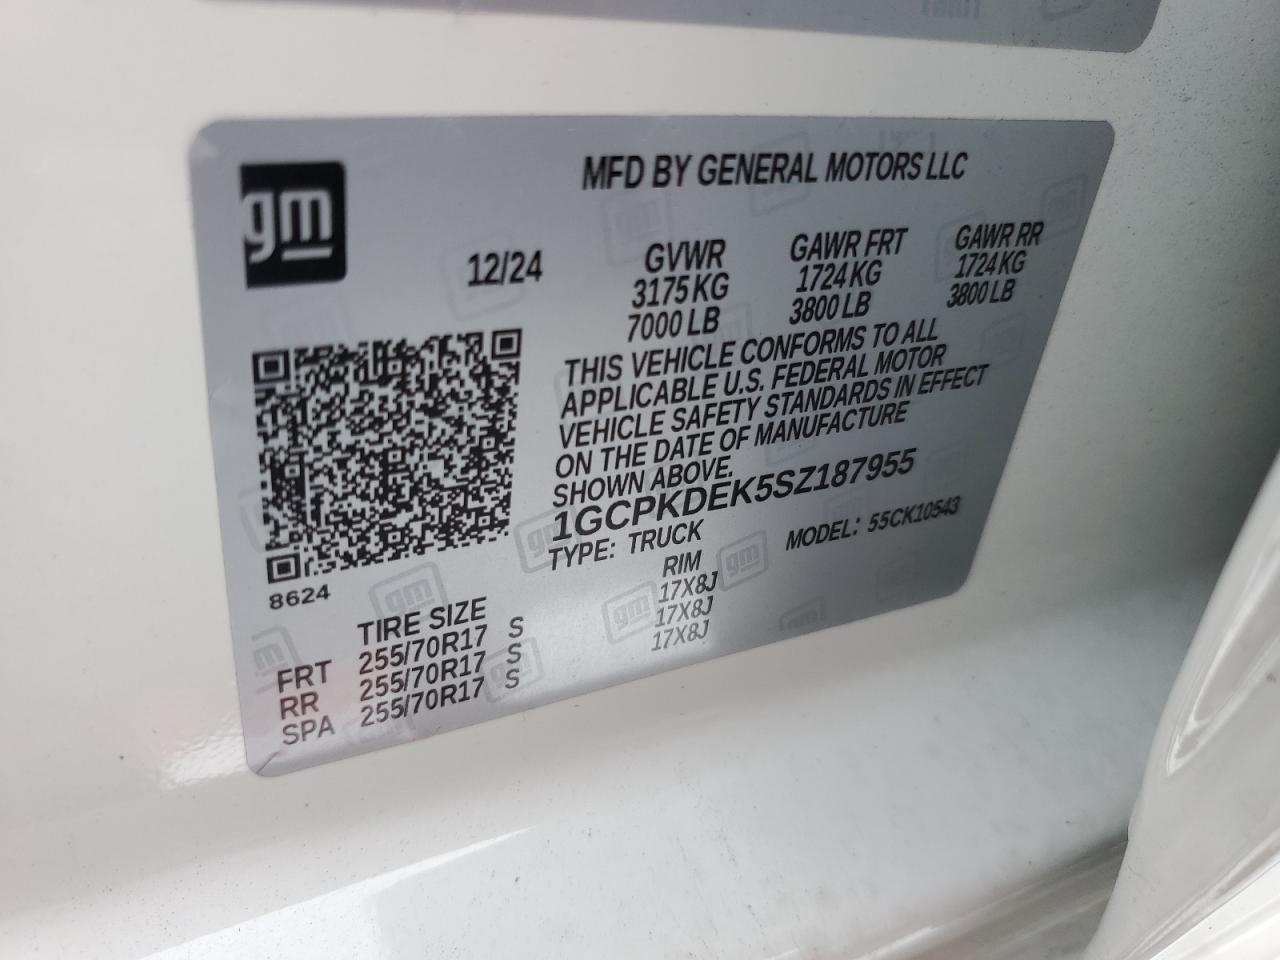 gm
MFD BY GENERAL MOTORS LLC
12/24
GVWR
3175 KG
7000 LB
GAWR FRT
1724 KG
3800 LB
GAWR RR
1724 KG
3800 LB
THIS VEHICLE CONFORMS TO ALL
APPLICABLE U.S. FEDERAL MOTOR
VEHICLE SAFETY STANDARDS IN EFFECT
ON THE DATE OF MANUFACTURE
SHOWN ABOVE.
1GCPKDEK5SZ187955
TYPE: TRUCK
MODEL: 55CK10543
8624
TIRE SIZE
RIM
FRT 255/70R17 S 17X8J
RR 255/70R17 S 17X8J
SPA 255/70R17 S 17X8J